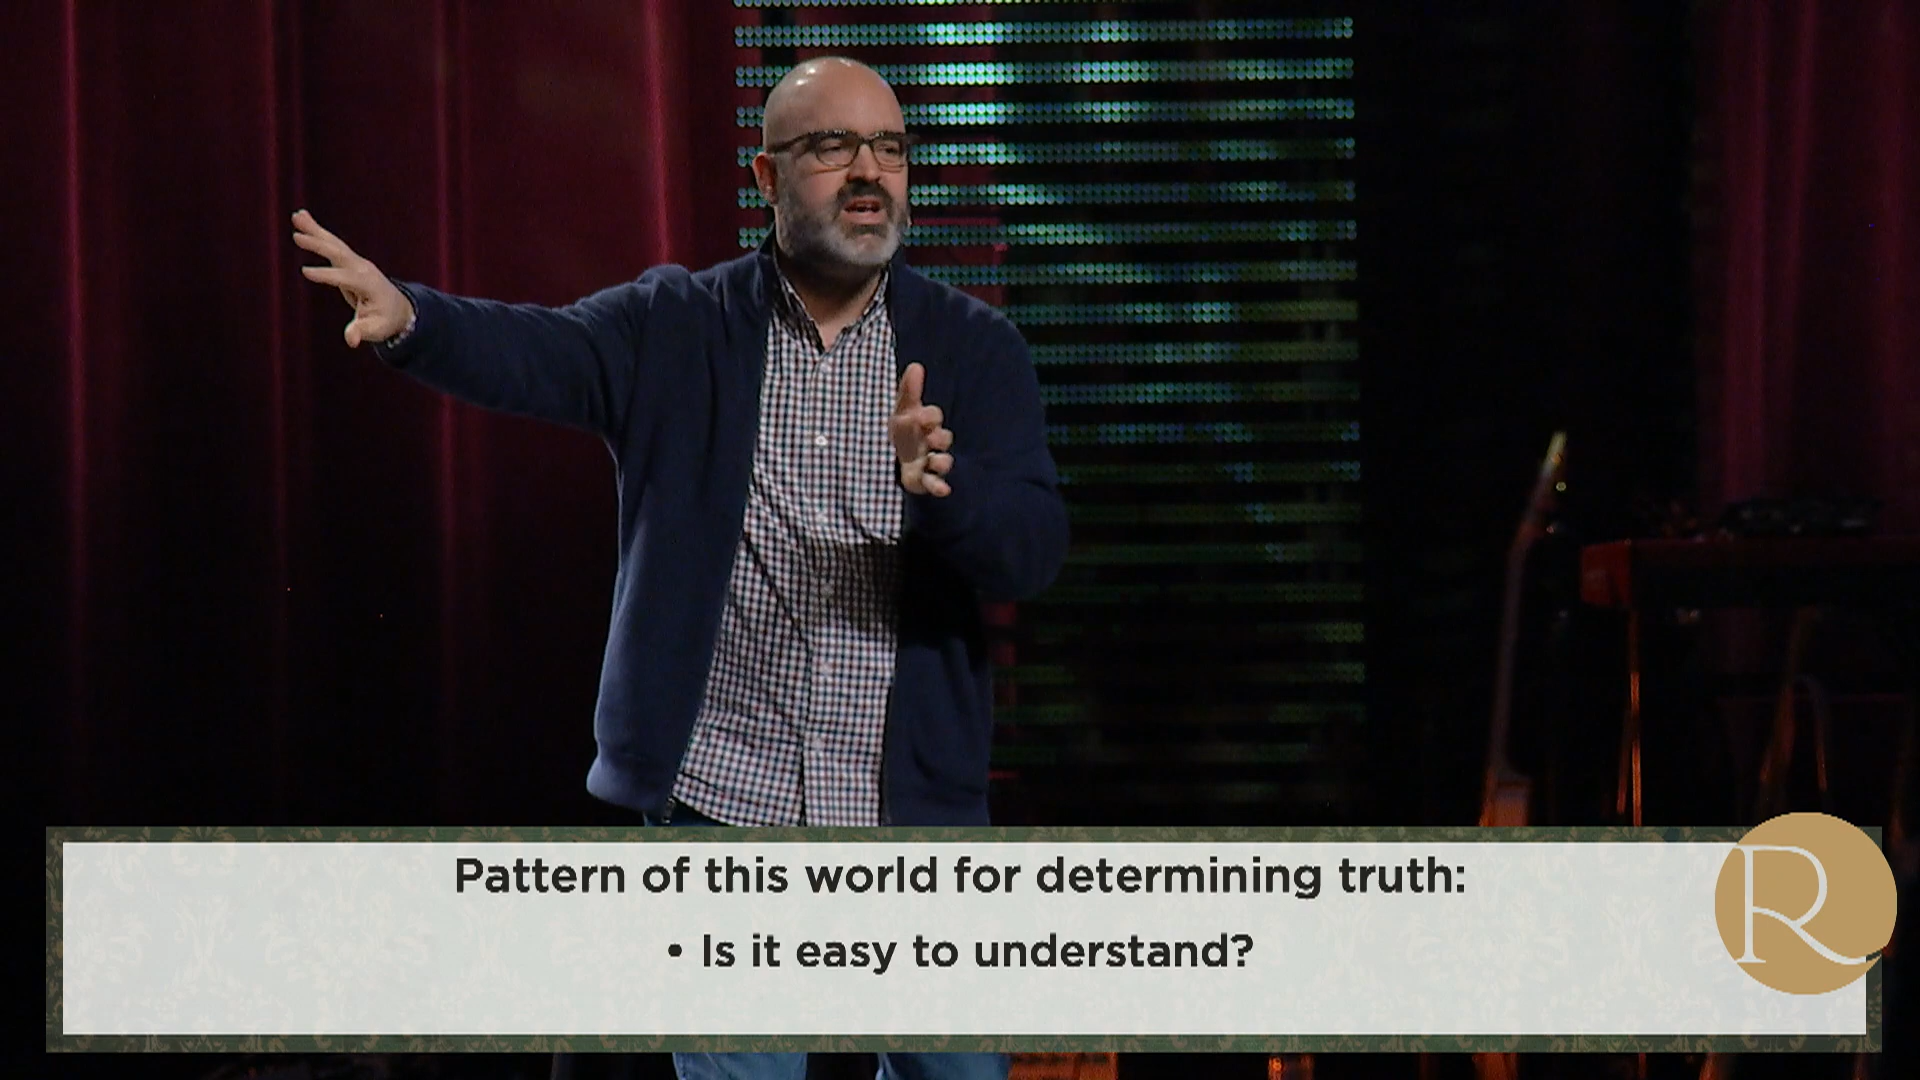 Pattern of this world for determining truth:
• Is it easy to understand?
R